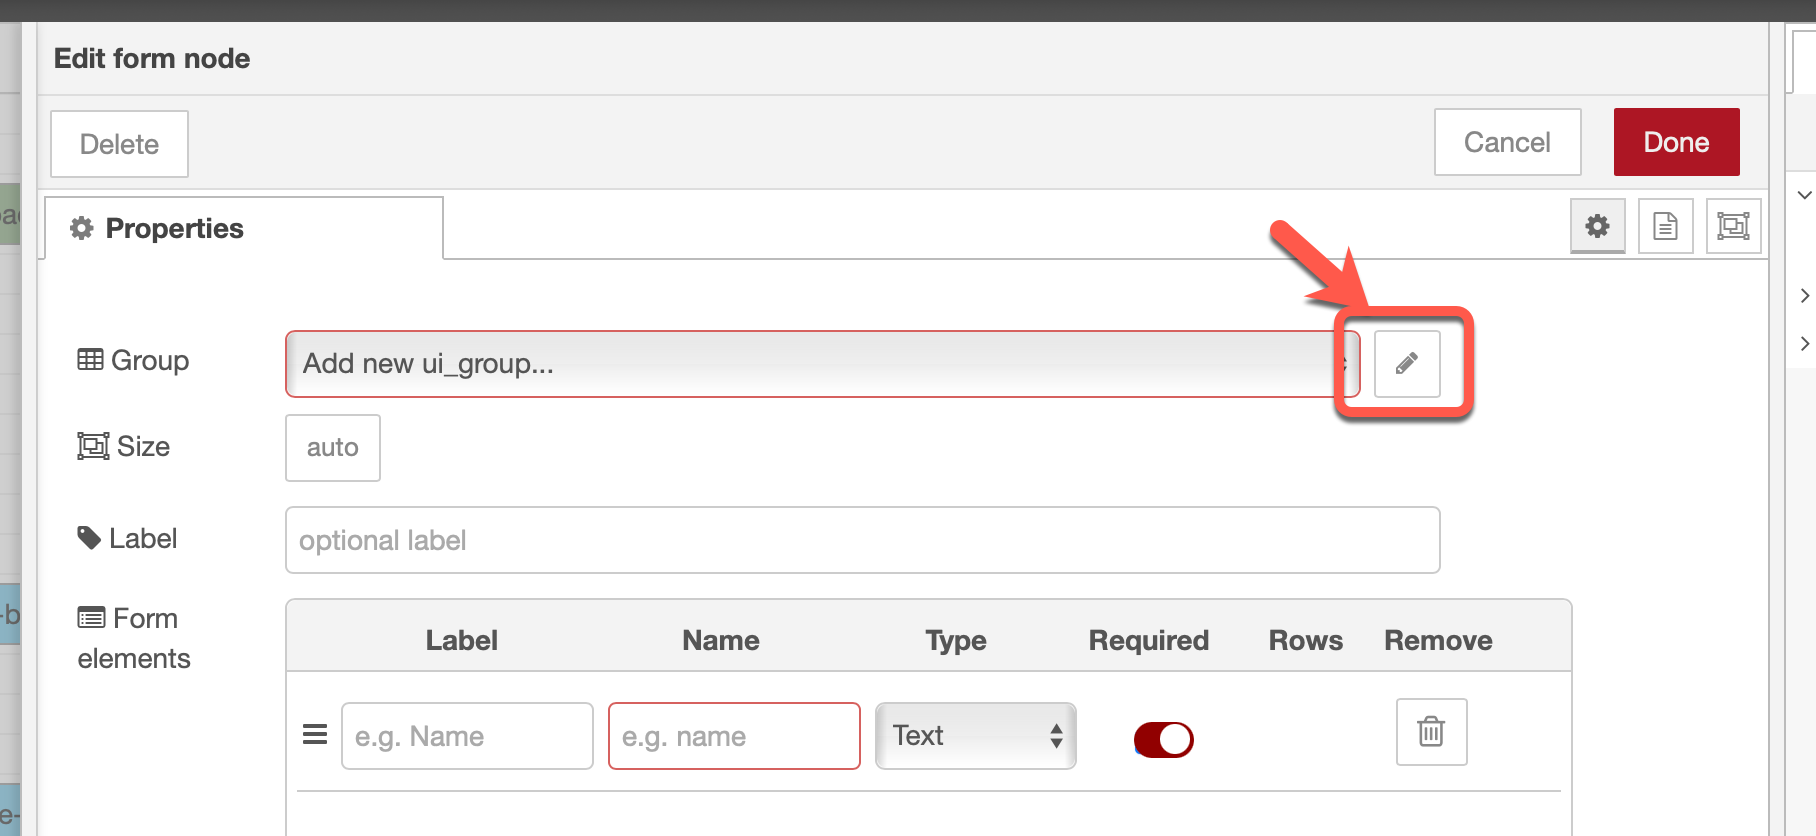 Edit form node
Delete
Cancel
Done
Properties
Group
Add new ui_group...
Size
auto
Label
optional label
Form
elements
Label Name Type Required Rows Remove
e.g. Name
e.g. name
Text
-b
e-